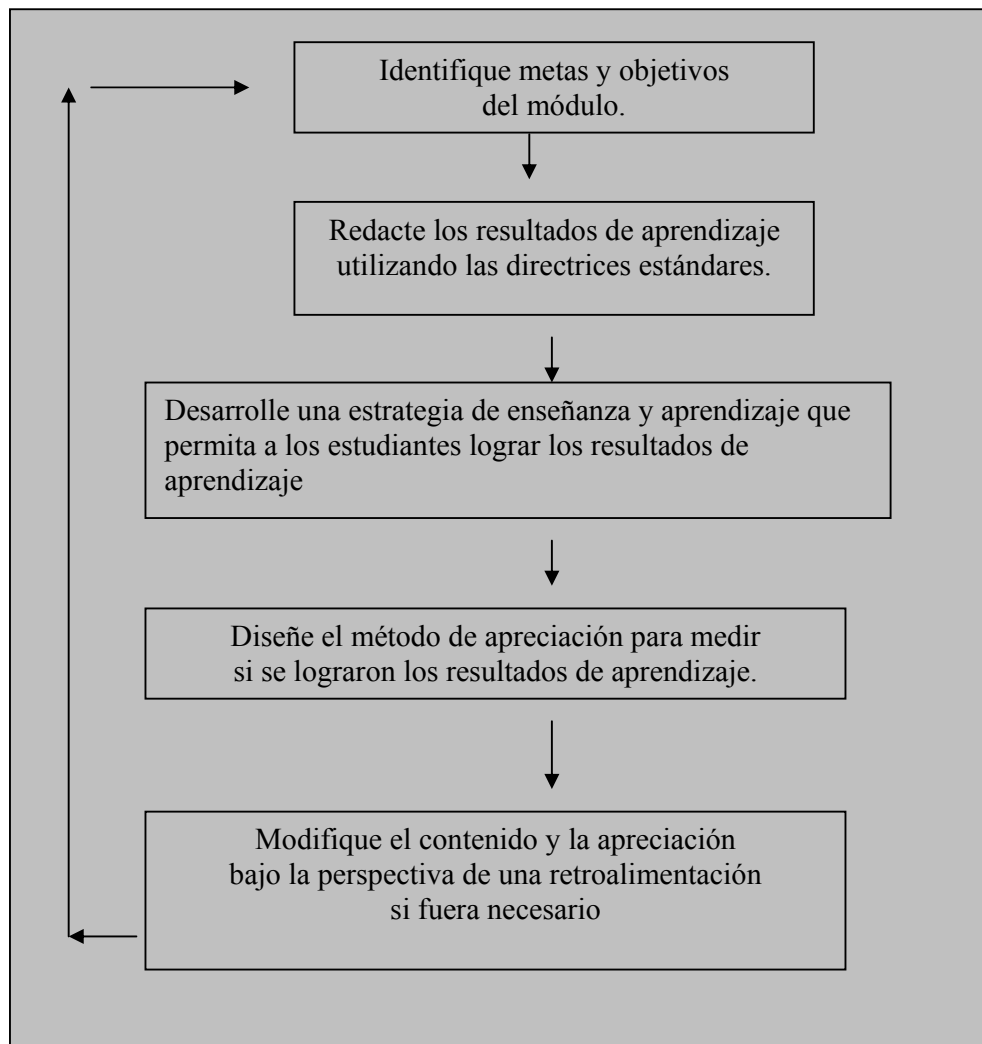 Identifique metas y objetivos
del módulo.
Redacte los resultados de aprendizaje
utilizando las directrices estándares.
Desarrolle una estrategia de enseñanza y aprendizaje que
permita a los estudiantes lograr los resultados de
aprendizaje
Diseñe el método de apreciación para medir
si se lograron los resultados de aprendizaje.
Modifique el contenido y la apreciación
bajo la perspectiva de una retroalimentación
si fuera necesario